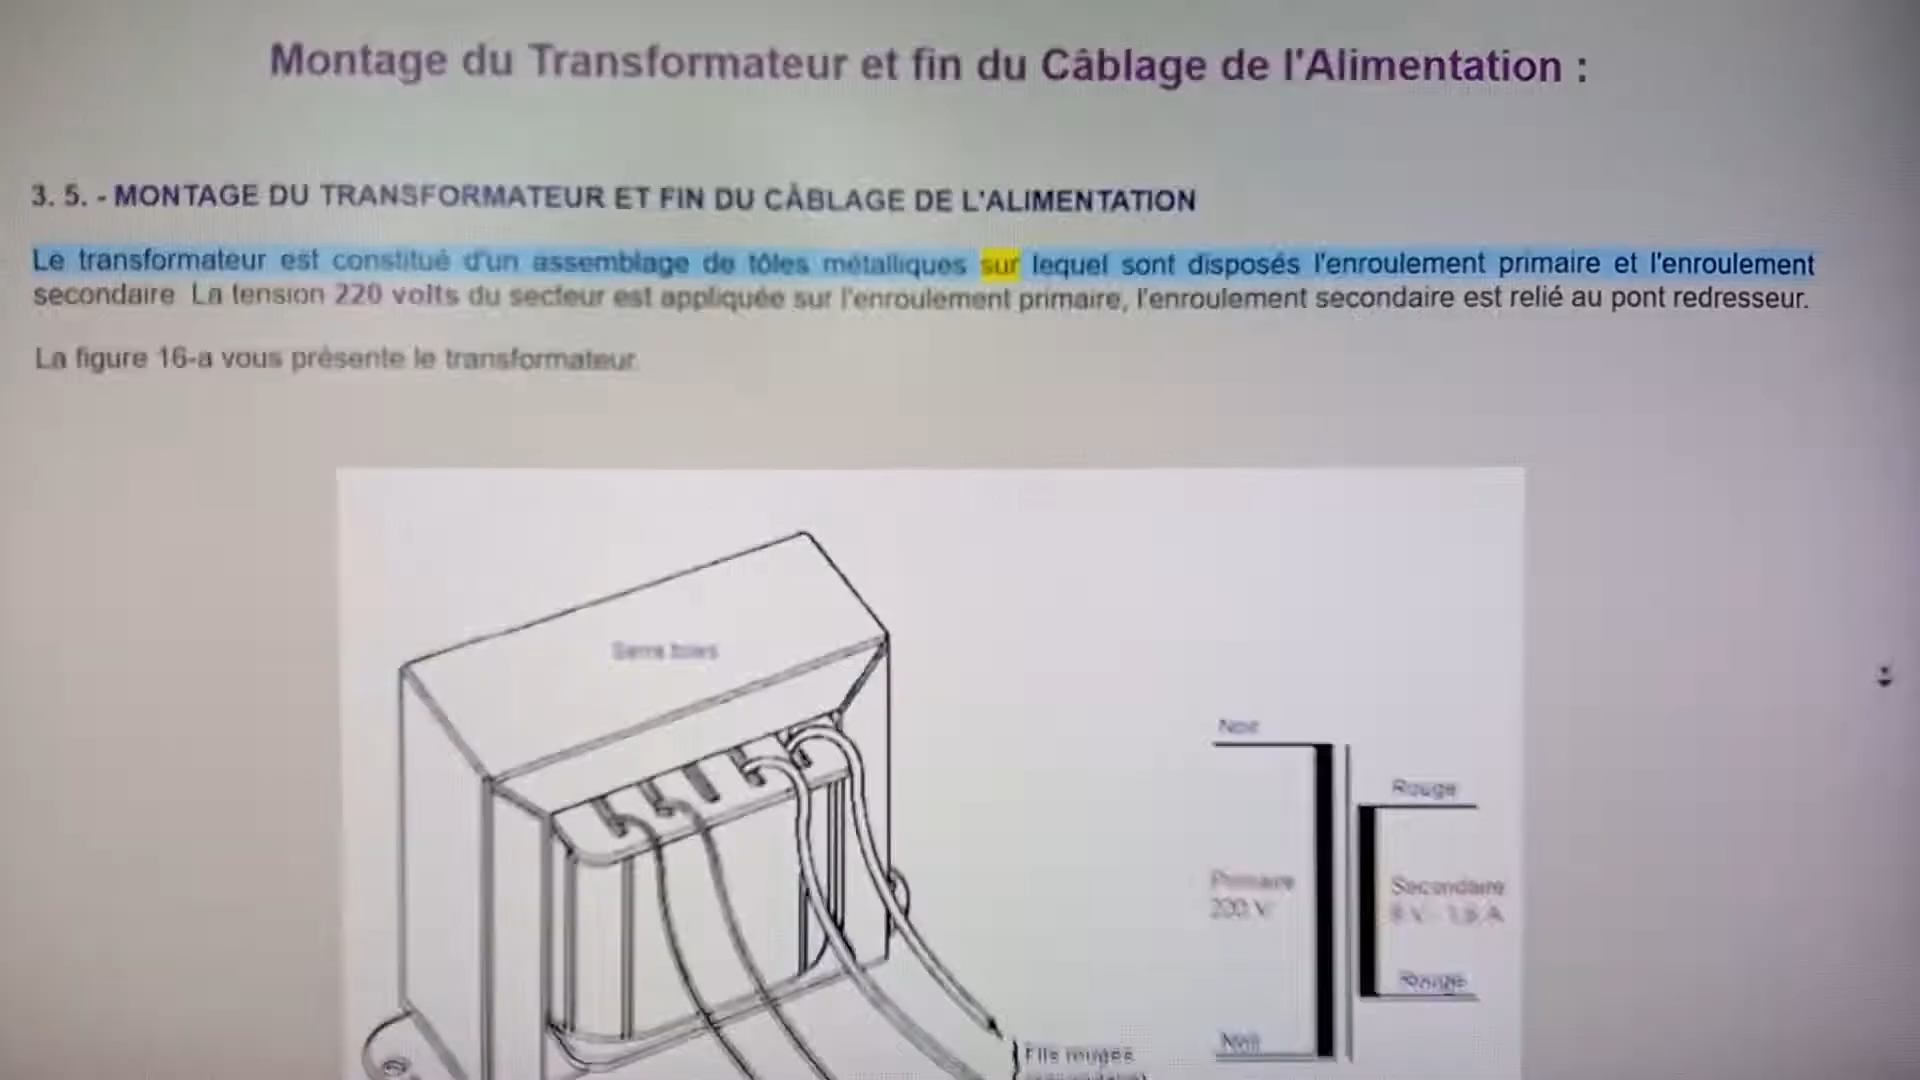 Montage du Transformateur et fin du Câblage de l'Alimentation :
3. 5. - MONTAGE DU TRANSFORMATEUR ET FIN DU CÂBLAGE DE L'ALIMENTATION
Le transformateur est constitué d'un assemblage de tôles métalliques sur lequel sont disposés l'enroulement primaire et l'enroulement
secondaire La tension 220 volts du secteur est appliquée sur l'enroulement primaire, l'enroulement secondaire est relié au pont redresseur.
La figure 16-a vous présente le transformateur.
Serre tôles
Noir
Rouge
Primaire
Secondaire
Rouge
Noir
Fils rouges